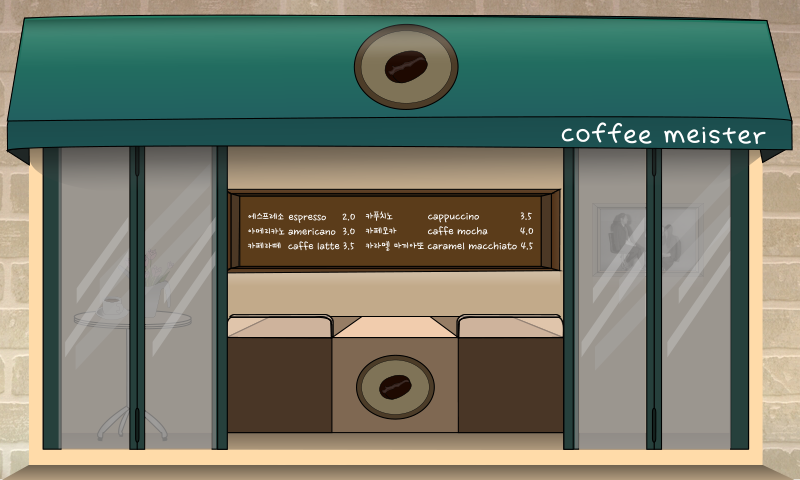 coffee meister
에스프레소 espresso 2.0 카푸치노 cappuccino 3.5
아메리카노 americano 3.0 카페모카 caffe mocha 4.0
카페라떼 caffe latte 3.5 카라멜 마끼아또 caramel macchiato 4.5